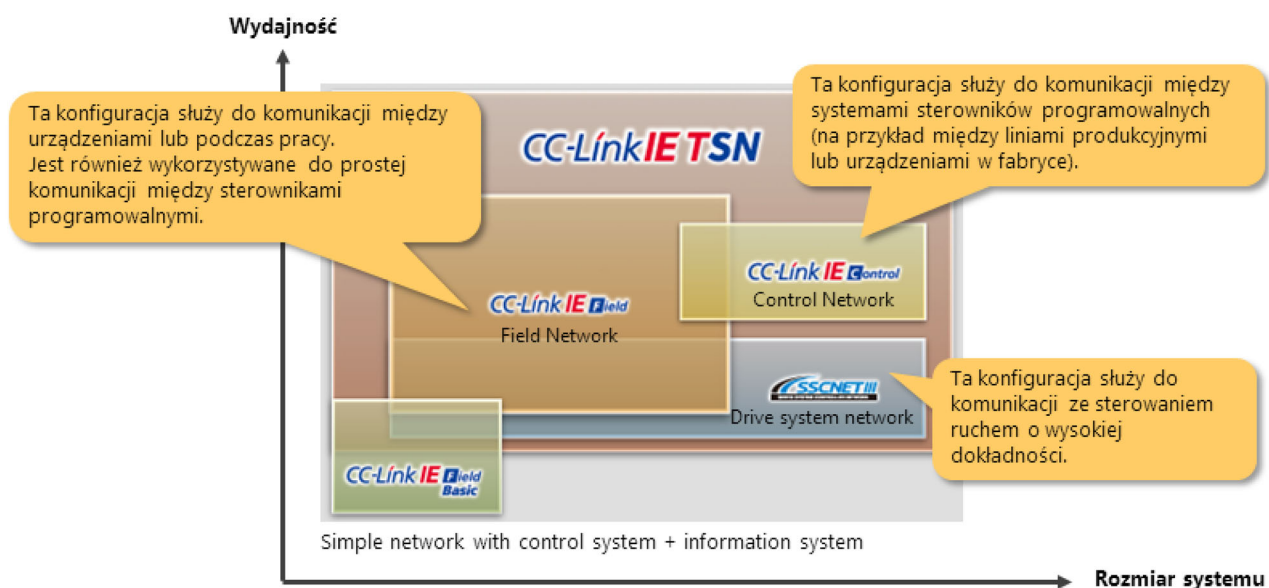 Wydajność
Ta konfiguracja służy do komunikacji między
urządzeniami lub podczas pracy.
Jest również wykorzystywane do prostej
komunikacji między sterownikami
programowalnymi.
Ta konfiguracja służy do komunikacji między
systemami sterowników programowalnych
(na przykład między liniami produkcyjnymi
lub urządzeniami w fabryce).
CC-Línk IE TSN
CC-Línk IE Control
Control Network
CC-Línk IE Field
Field Network
SSCNET III
Drive system network
Ta konfiguracja służy do
komunikacji ze sterowaniem
ruchem o wysokiej
dokładności.
CC-Línk IE Field
Basic
Simple network with control system + information system
Rozmiar systemu